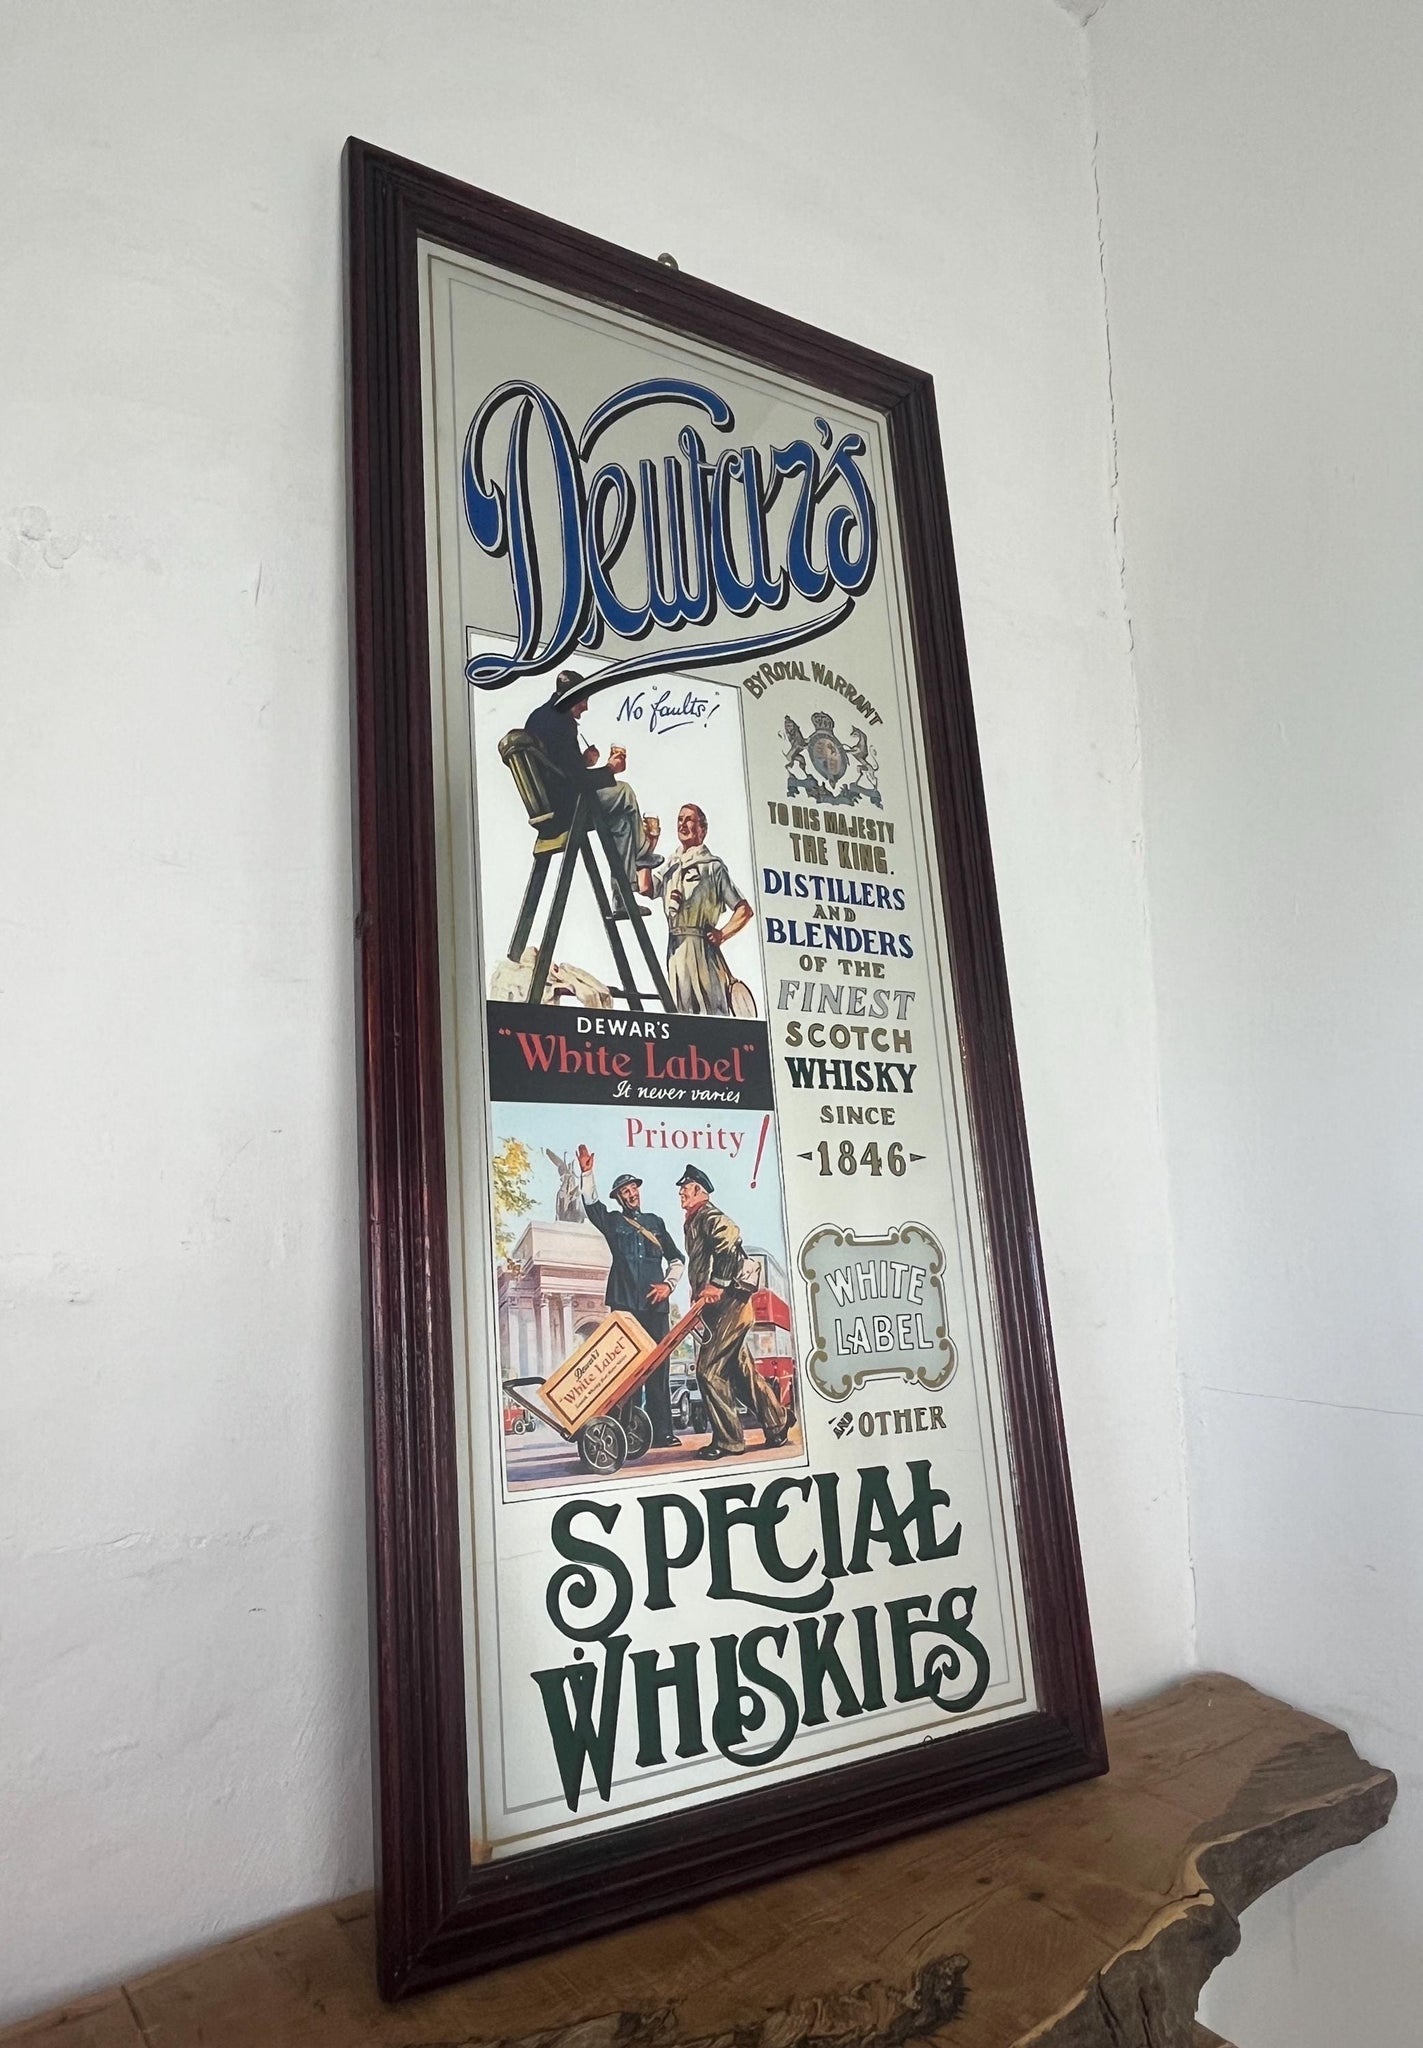 Dewar's
No "faults"!
DEWAR'S
"White Label"
It never varies
Priority!
Dewar's
"White Label"
BY ROYAL WARRANT
TO HIS MAJESTY
THE KING.
DISTILLERS
AND
BLENDERS
OF THE
FINEST
SCOTCH
WHISKY
SINCE
1846
WHITE
LABEL
AND OTHER
SPECIAL
WHISKIES